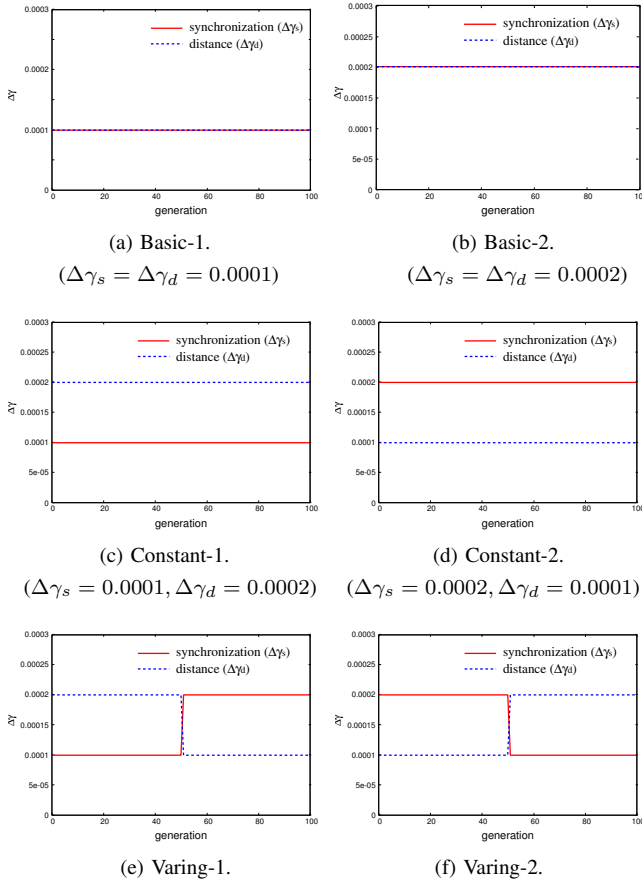 0.0003
0.0002
0.0001
0
Δγ
synchronization (Δγs)
distance (Δγd)
0 20 40 60 80 100
generation
(a) Basic-1.
(Δγs = Δγd = 0.0001)
0.0003
0.00025
0.0002
0.00015
0.0001
5e-05
0
Δγ
synchronization (Δγs)
distance (Δγd)
0 20 40 60 80 100
generation
(b) Basic-2.
(Δγs = Δγd = 0.0002)
0.0003
0.00025
0.0002
0.00015
0.0001
5e-05
0
Δγ
synchronization (Δγs)
distance (Δγd)
0 20 40 60 80 100
generation
(c) Constant-1.
(Δγs = 0.0001, Δγd = 0.0002)
0.0003
0.00025
0.0002
0.00015
0.0001
5e-05
0
Δγ
synchronization (Δγs)
distance (Δγd)
0 20 40 60 80 100
generation
(d) Constant-2.
(Δγs = 0.0002, Δγd = 0.0001)
0.0003
0.00025
0.0002
0.00015
0.0001
5e-05
0
Δγ
synchronization (Δγs)
distance (Δγd)
0 20 40 60 80 100
generation
(e) Varing-1.
0.0003
0.00025
0.0002
0.00015
0.0001
5e-05
0
Δγ
synchronization (Δγs)
distance (Δγd)
0 20 40 60 80 100
generation
(f) Varing-2.